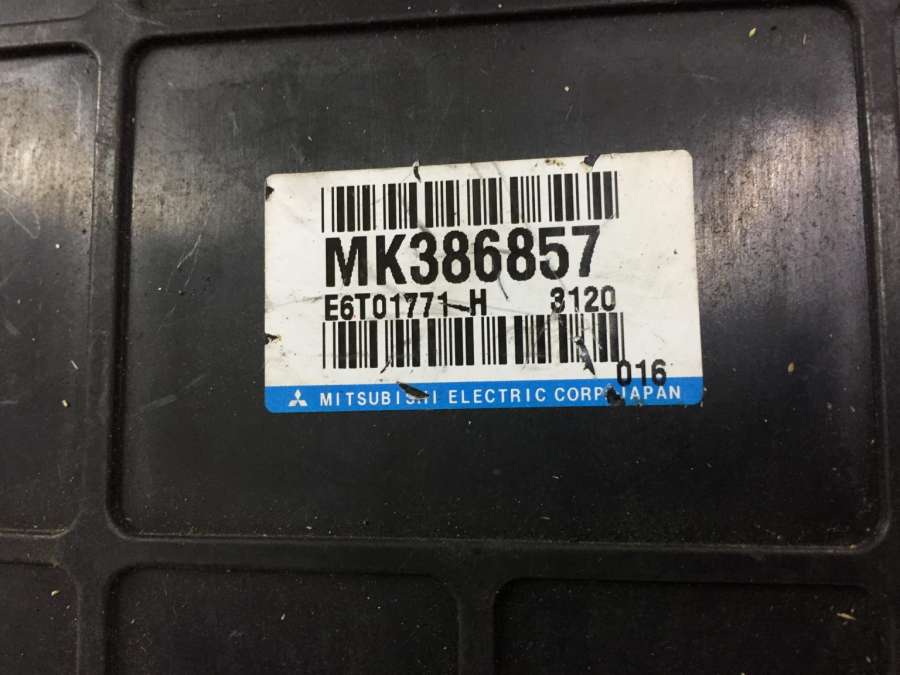 MK386857
E6T01771-H 3120
016
MITSUBISHI ELECTRIC CORP. JAPAN